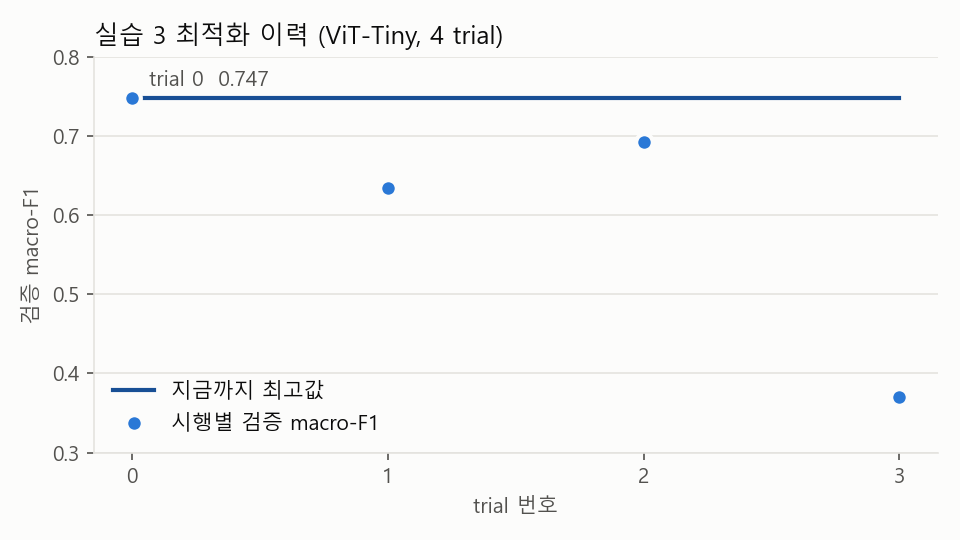 실습 3 최적화 이력 (ViT-Tiny, 4 trial)
0.8
trial 0 0.747
0.7
0.6
0.5
0.4
0.3
검증 macro-F1
지금까지 최고값
시행별 검증 macro-F1
0 1 2 3
trial 번호